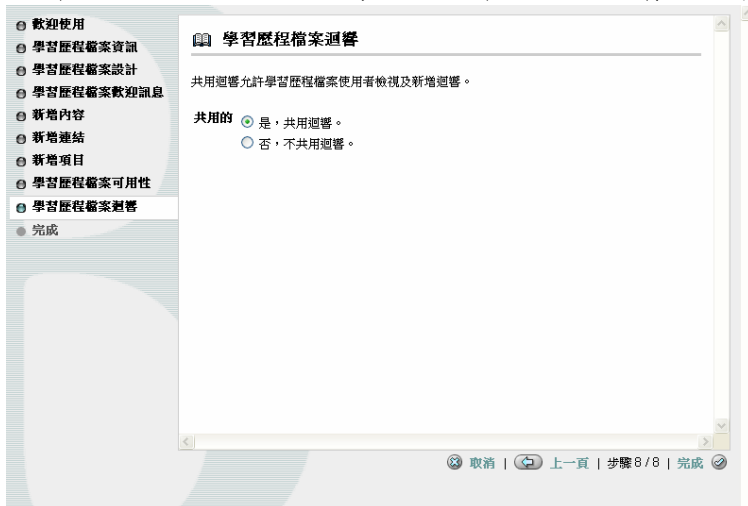 歡迎使用
學習歷程檔案資訊
學習歷程檔案設計
學習歷程檔案歡迎訊息
新增內容
新增連結
新增項目
學習歷程檔案可用性
學習歷程檔案迴響
完成
學習歷程檔案迴響
共用迴響允許學習歷程檔案使用者檢視及新增迴響。
共用的
是，共用迴響。
否，不共用迴響。
取消 | 上一頁 | 步驟 8 / 8 | 完成